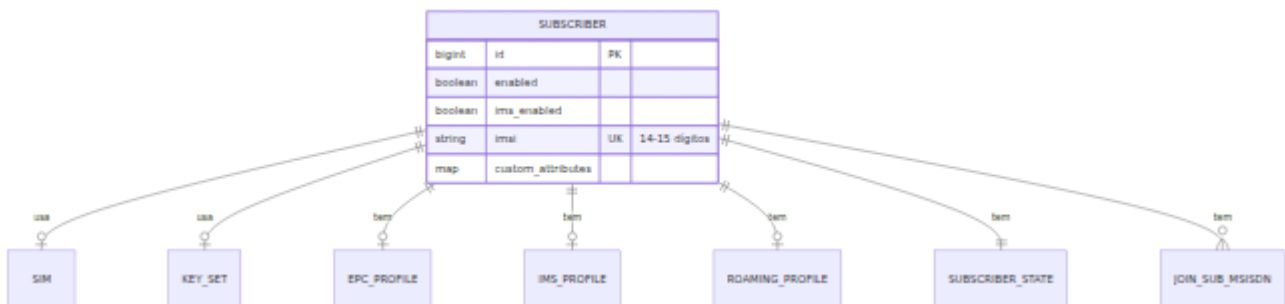 SUBSCRIBER
bigint id PK
boolean enabled
boolean ims_enabled
string imsi UK 14-15 dígitos
map custom_attributes
usa usa tem tem tem tem tem
SIM KEY_SET EPC_PROFILE IMS_PROFILE ROAMING_PROFILE SUBSCRIBER_STATE JOIN_SUB_MSISDN